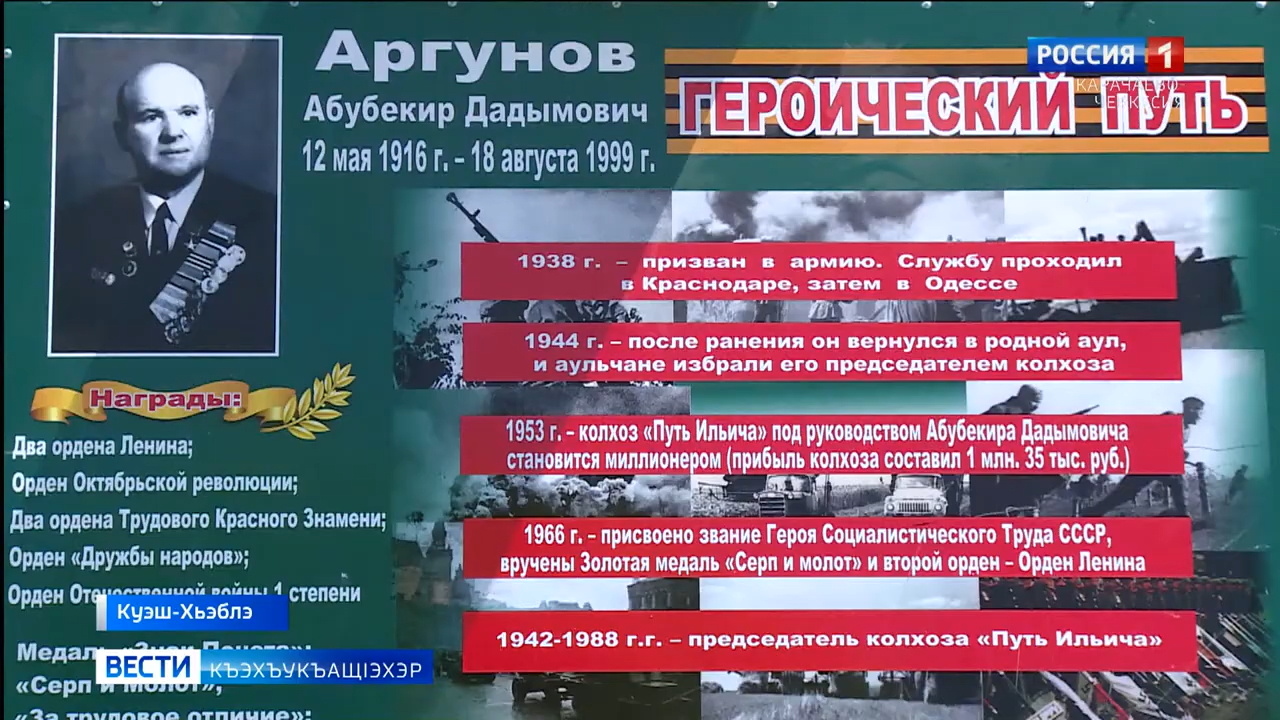 Аргунов
Абубекир Дадымович
12 мая 1916 г. – 18 августа 1999 г.
РОССИЯ 1
КАРАЧАЕВО
ЧЕРКЕСИЯ
ГЕРОИЧЕСКИЙ ПУТЬ
1938 г. – призван в армию. Службу проходил
в Краснодаре, затем в Одессе
1944 г. – после ранения он вернулся в родной аул,
и аульчане избрали его председателем колхоза
1953 г. – колхоз «Путь Ильича» под руководством Абубекира Дадымовича
становится миллионером (прибыль колхоза составил 1 млн. 35 тыс. руб.)
1966 г. – присвоено звание Героя Социалистического Труда СССР,
вручены Золотая медаль «Серп и молот» и второй орден – Орден Ленина
1942-1988 г.г. – председатель колхоза «Путь Ильича»
Награды:
Два ордена Ленина;
Орден Октябрьской революции;
Два ордена Трудового Красного Знамени;
Орден «Дружбы народов»;
Орден Отечественной войны 1 степени
Куэш-Хьэблэ
Медаль «Знак Почета»;
ВЕСТИ КЪЭХЪУКЪАЩIЭХЭР
«Серп и Молот»;
«За трудовое отличие»;